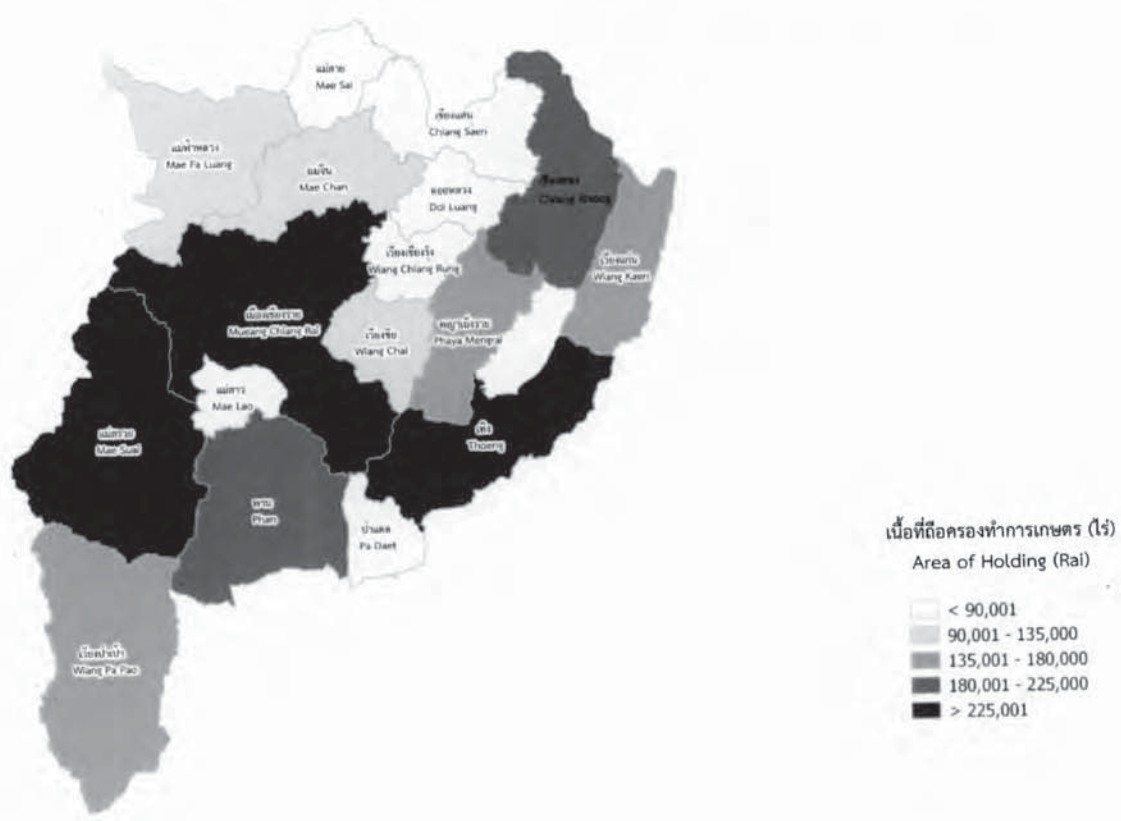 แม่สาย
Mae Sai
เชียงแสน
Chiang Saen
แม่ฟ้าหลวง
Mae Fa Luang
แม่จัน
Mae Chan
ดอยหลวง
Doi Luang
เชียงของ
Chiang Khong
เวียงเชียงรุ้ง
Wiang Chiang Rung
เวียงแก่น
Wiang Kaen
เมืองเชียงราย
Mueang Chiang Rai
เวียงชัย
Wiang Chai
พญาเม็งราย
Phaya Mengrai
แม่ลาว
Mae Lao
แม่สรวย
Mae Suai
เทิง
Thoeng
พาน
Phan
ป่าแดด
Pa Daet
เวียงป่าเป้า
Wiang Pa Pao
เนื้อที่ถือครองทำการเกษตร (ไร่)
Area of Holding (Rai)
< 90,001
90,001 - 135,000
135,001 - 180,000
180,001 - 225,000
> 225,001